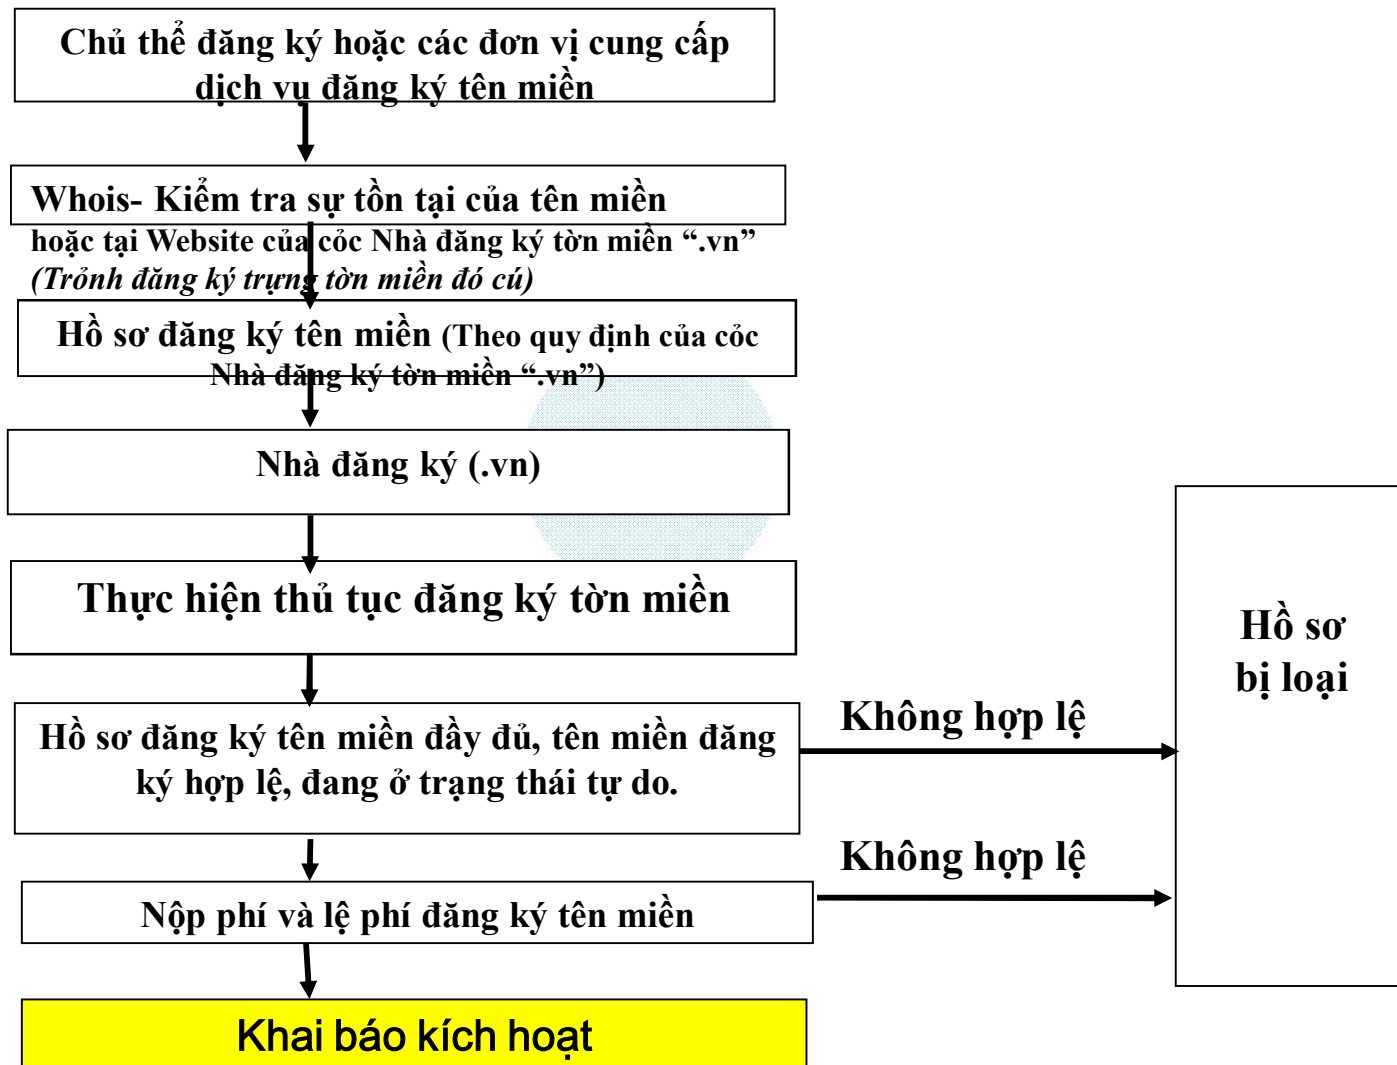 Chủ thể đăng ký hoặc các đơn vị cung cấp
dịch vụ đăng ký tên miền
Whois- Kiểm tra sự tồn tại của tên miền
hoặc tại Website của cỏc Nhà đăng ký tờn miền “.vn”
(Trỏnh đăng ký trựng tờn miền đó cú)
Hồ sơ đăng ký tên miền (Theo quy định của cỏc
Nhà đăng ký tờn miền “.vn”)
Nhà đăng ký (.vn)
Thực hiện thủ tục đăng ký tờn miền
Hồ sơ
bị loại
Không hợp lệ
Hồ sơ đăng ký tên miền đầy đủ, tên miền đăng
ký hợp lệ, đang ở trạng thái tự do.
Không hợp lệ
Nộp phí và lệ phí đăng ký tên miền
Khai báo kích hoạt